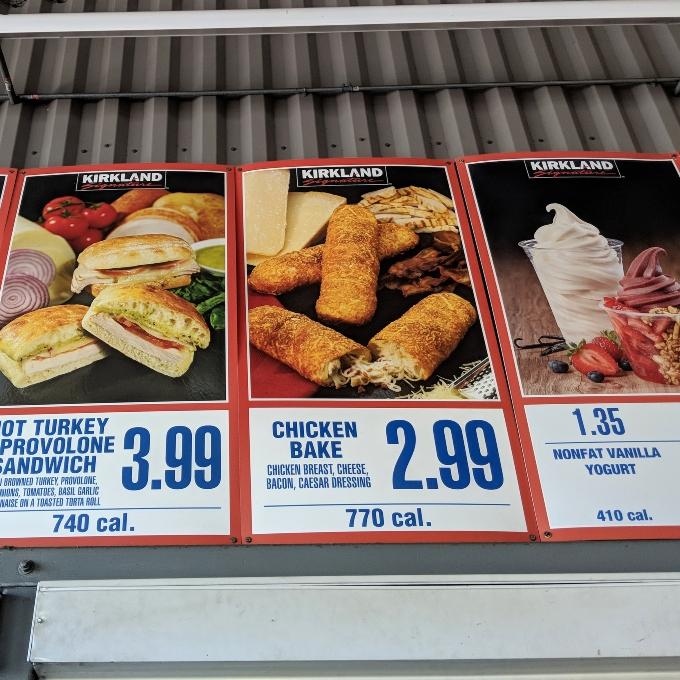 KIRKLAND
Signature
OT TURKEY
PROVOLONE
SANDWICH
3.99
BROWNED TURKEY, PROVOLONE,
TOMATOES, BASIL GARLIC
ON A TOASTED TORTA ROLL
740 cal.
KIRKLAND
Signature
CHICKEN
BAKE
2.99
CHICKEN BREAST, CHEESE,
BACON, CAESAR DRESSING
770 cal.
KIRKLAND
Signature
1.35
NONFAT VANILLA
YOGURT
410 cal.